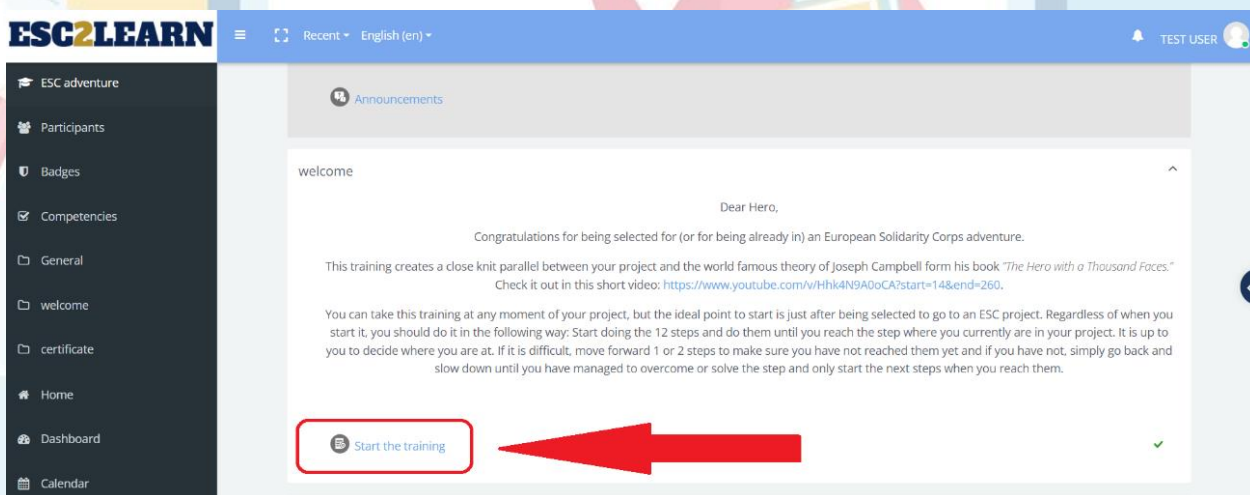 ESC2LEARN
Recent English (en)
TEST USER
ESC adventure
Participants
Badges
Competencies
General
welcome
certificate
Home
Dashboard
Calendar
Announcements
welcome
Dear Hero,
Congratulations for being selected for (or for being already in) an European Solidarity Corps adventure.
This training creates a close knit parallel between your project and the world famous theory of Joseph Campbell form his book "The Hero with a Thousand Faces."
Check it out in this short video: https://www.youtube.com/v/Hhk4N9A0oCA?start=14&end=260.
You can take this training at any moment of your project, but the ideal point to start is just after being selected to go to an ESC project. Regardless of when you
start it, you should do it in the following way: Start doing the 12 steps and do them until you reach the step where you currently are in your project. It is up to
you to decide where you are at. If it is difficult, move forward 1 or 2 steps to make sure you have not reached them yet and if you have not, simply go back and
slow down until you have managed to overcome or solve the step and only start the next steps when you reach them.
Start the training